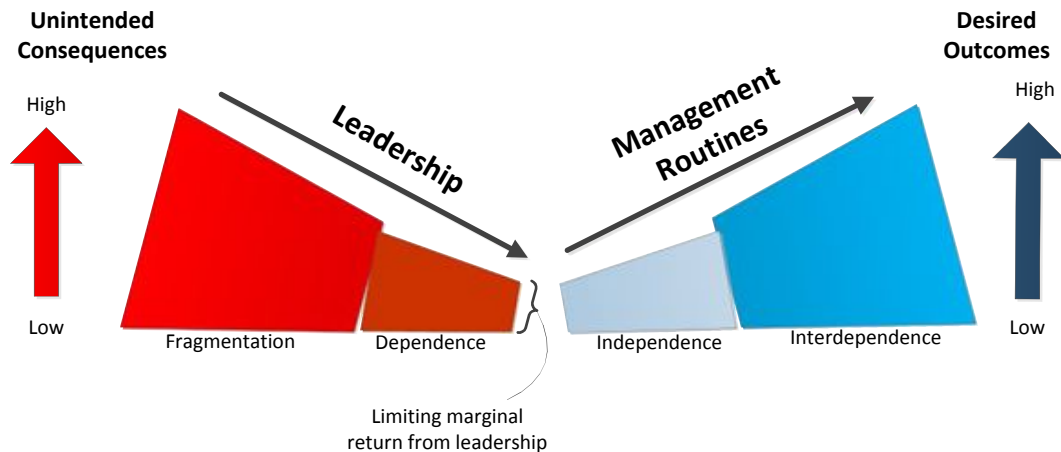 Unintended
Consequences
High
Low
Leadership
Management
Routines
Desired
Outcomes
High
Low
Fragmentation
Dependence
Independence
Interdependence
Limiting marginal
return from leadership